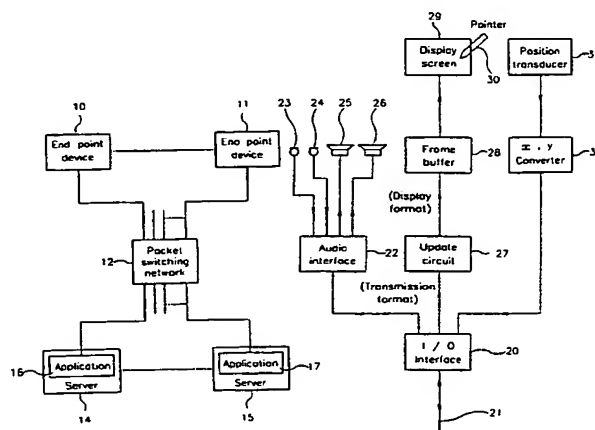 29
Pointer
Display
screen
30
Position
transducer
3
10
11
End point
device
End point
device
23
24
25
26
Frame
buffer
28
x , y
Converter
3
(Display
format)
12
Packet
switching
network
Audio
interface
22
Update
circuit
27
(Transmission
format)
I / O
Interface
20
16
Application
Server
14
Application
17
Server
15
21